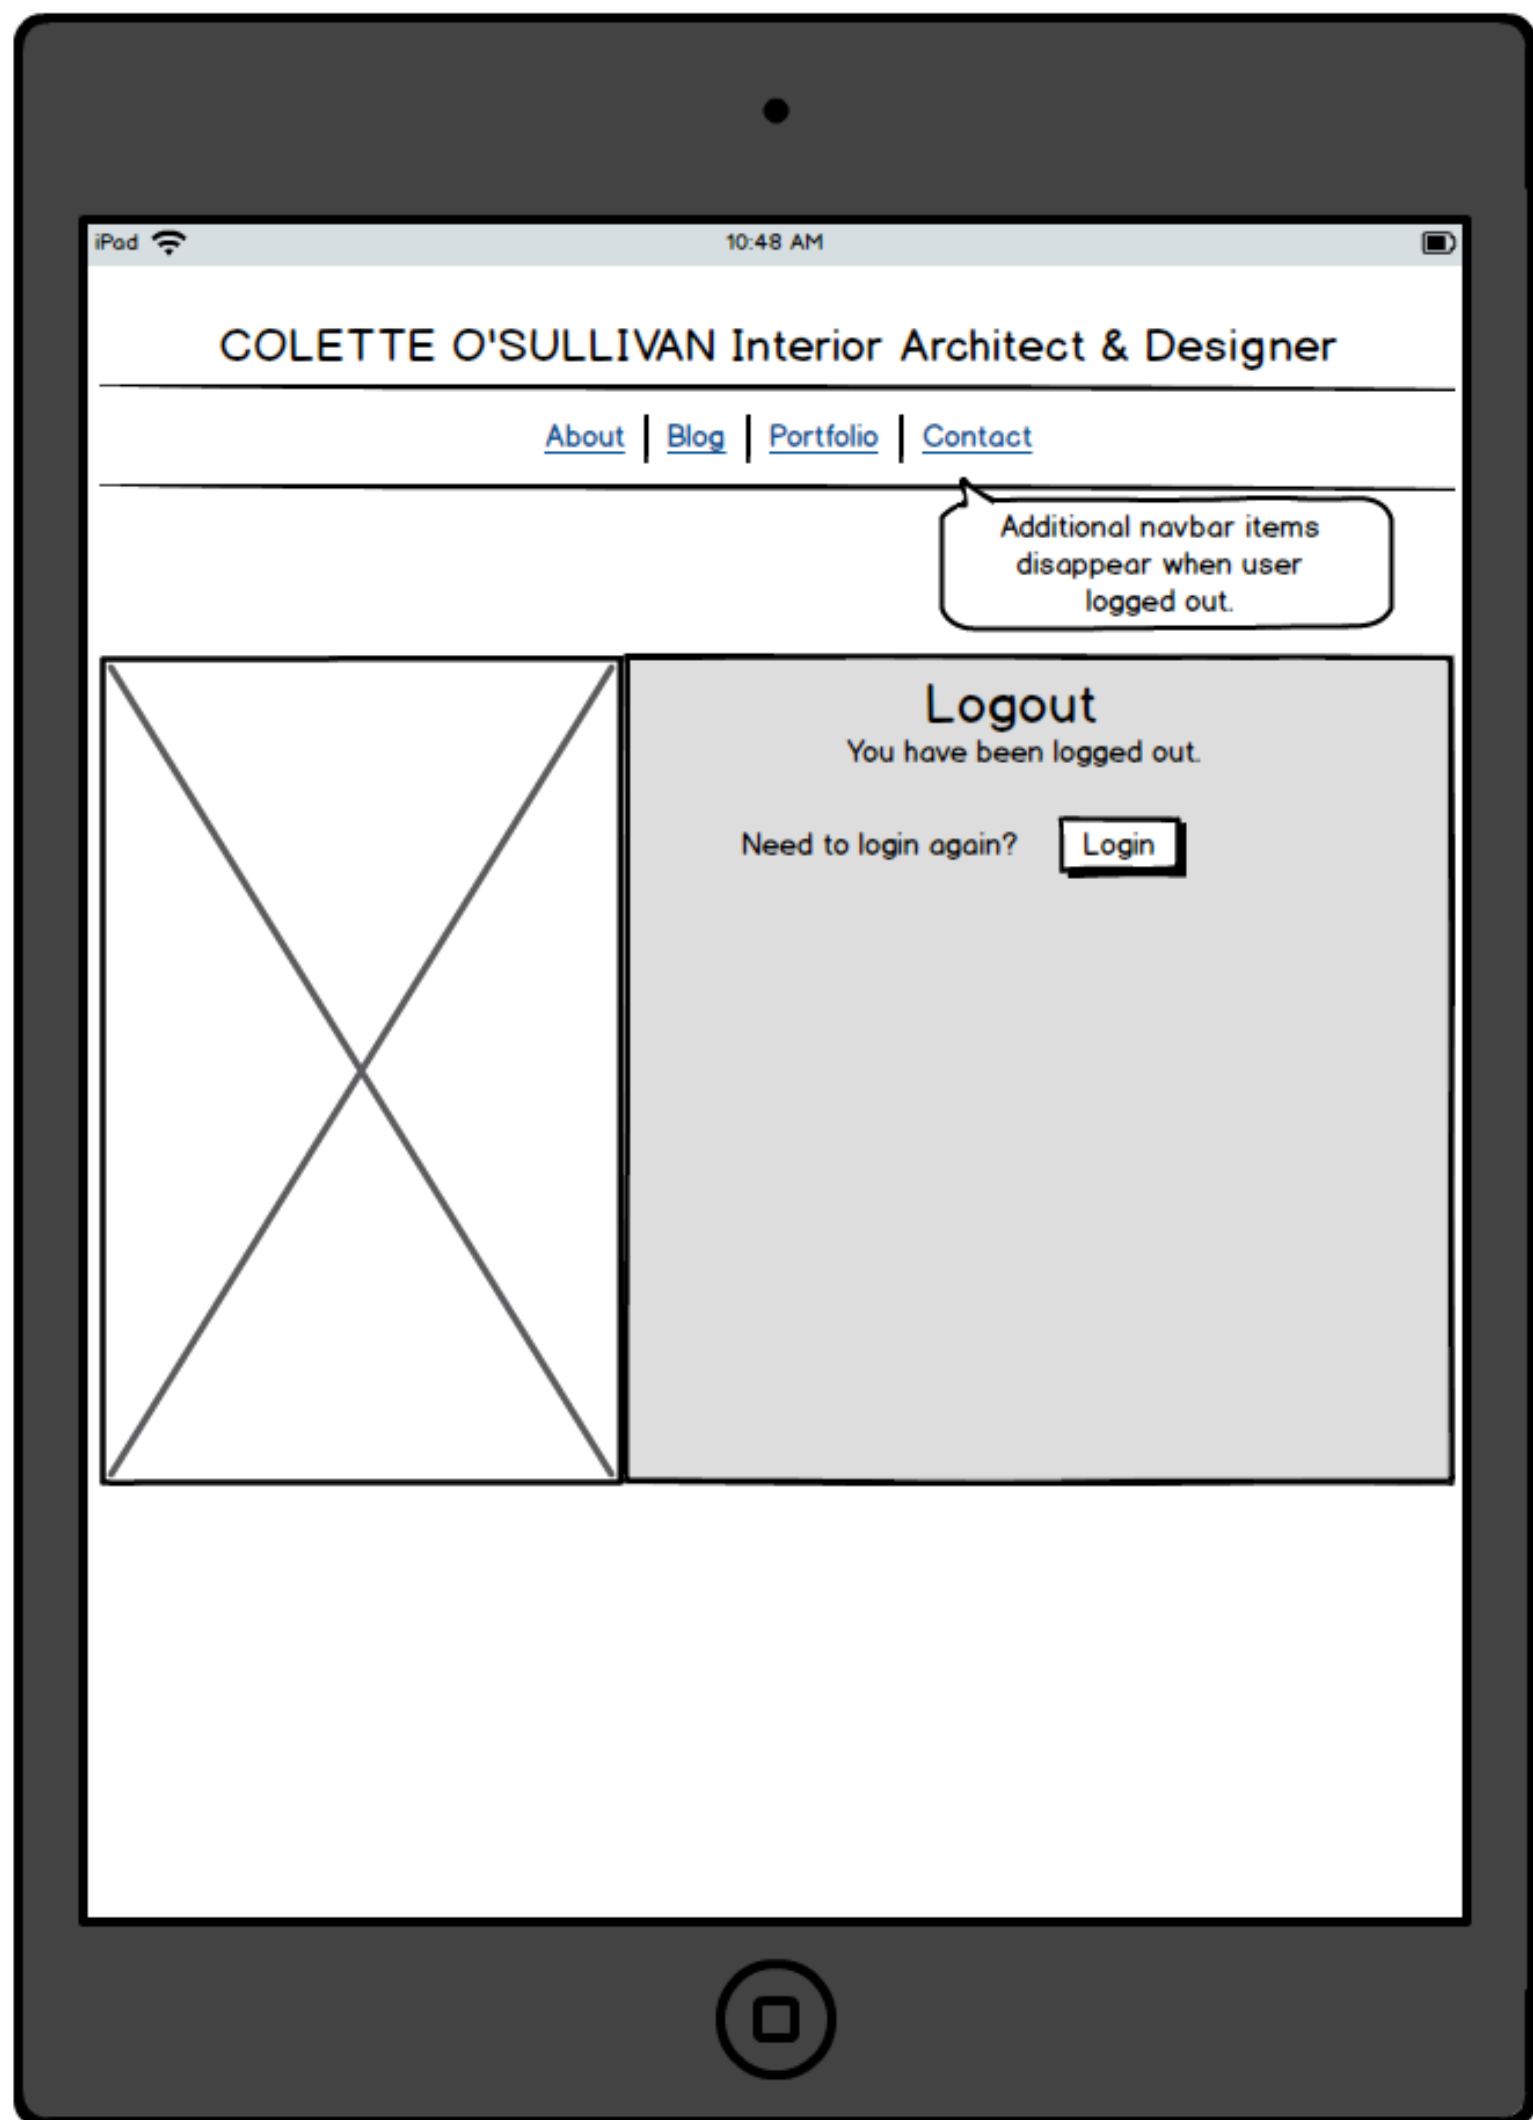 iPad 10:48 AM
COLETTE O'SULLIVAN Interior Architect & Designer
About Blog Portfolio Contact
Additional navbar items
disappear when user
logged out.
Logout
You have been logged out.
Need to login again? Login